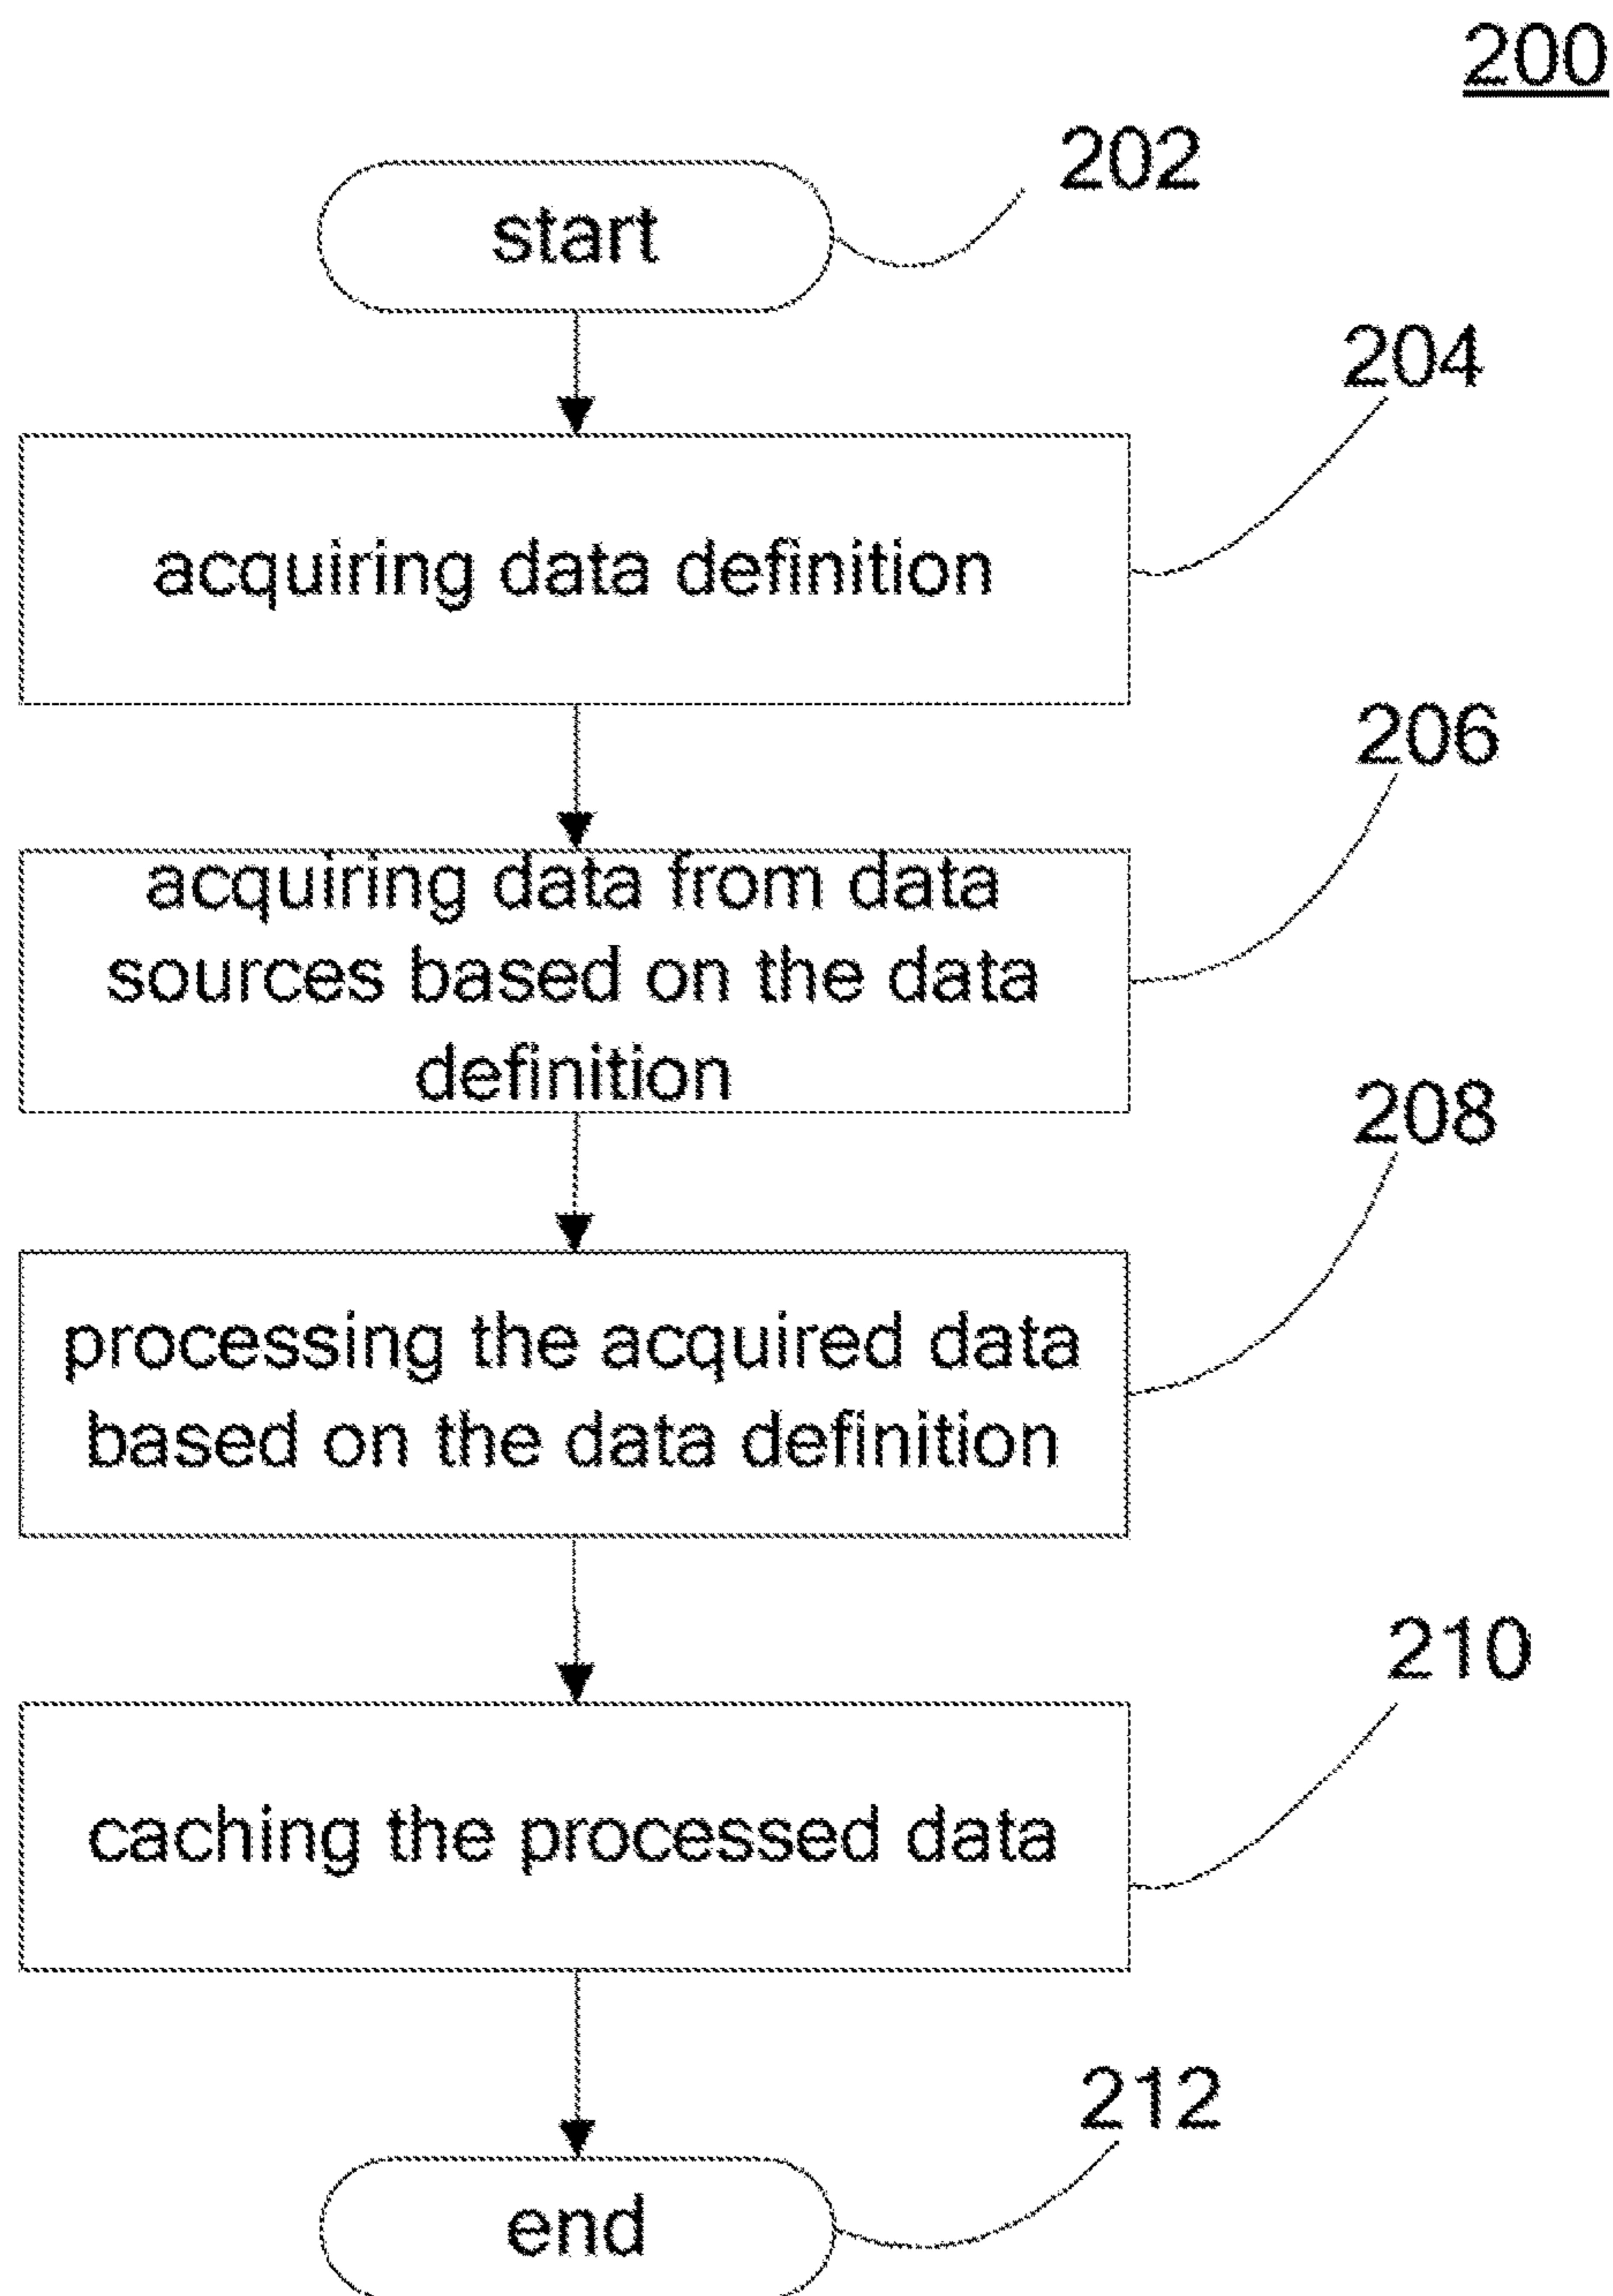 200
202
start
204
acquiring data definition
206
acquiring data from data
sources based on the data
definition
208
processing the acquired data
based on the data definition
210
caching the processed data
212
end